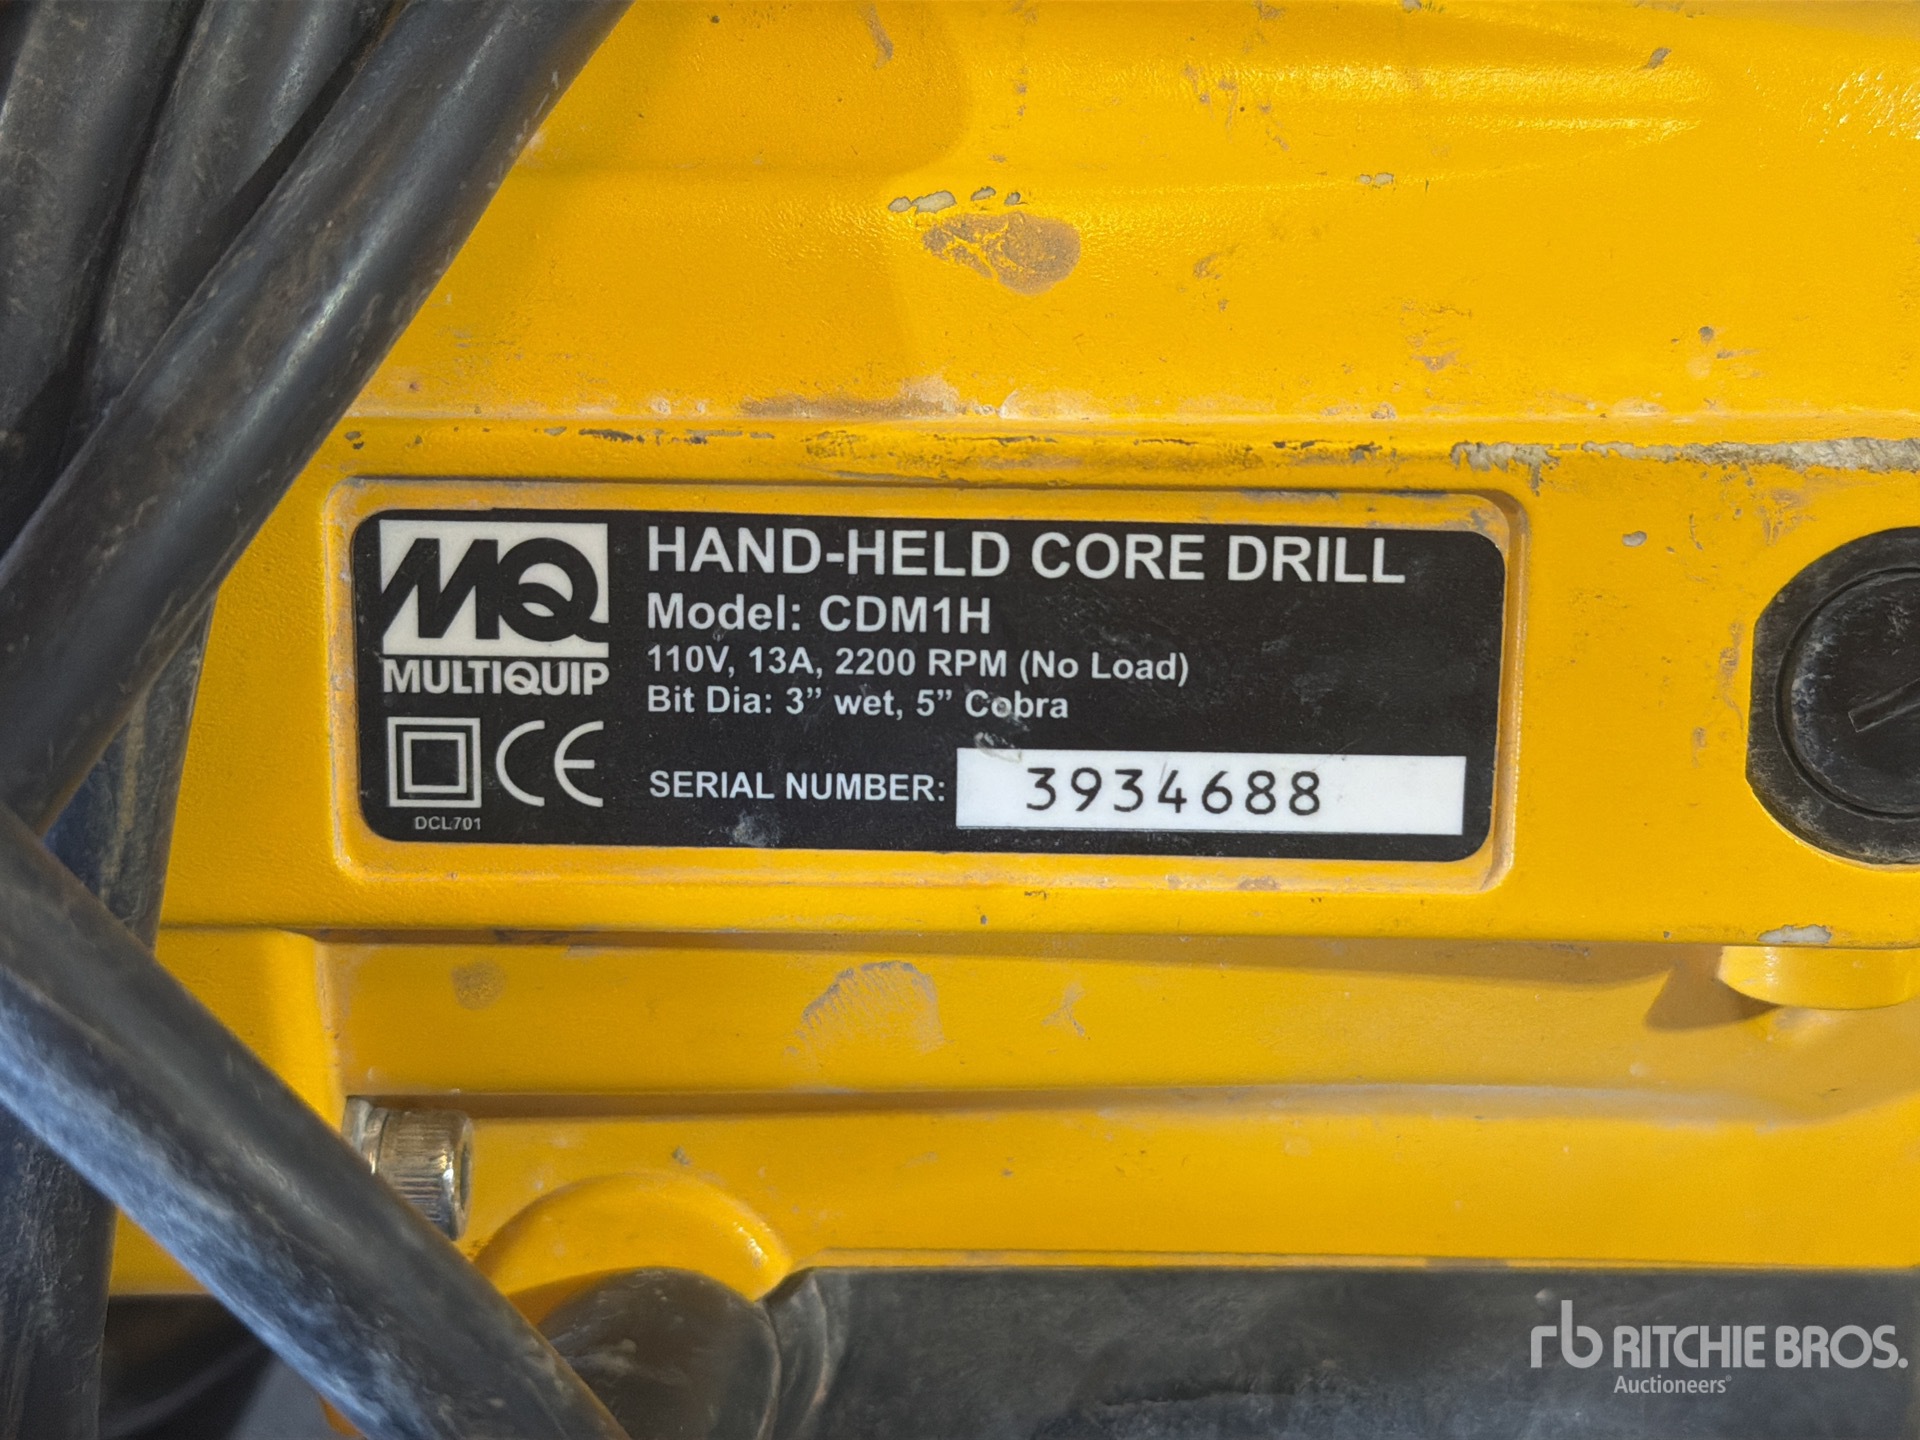 MQ
MULTIQUIP
HAND-HELD CORE DRILL
Model: CDM1H
110V, 13A, 2200 RPM (No Load)
Bit Dia: 3” wet, 5” Cobra
SERIAL NUMBER: 3934688
CE
DCL701
rb RITCHIE BROS.
Auctioneers